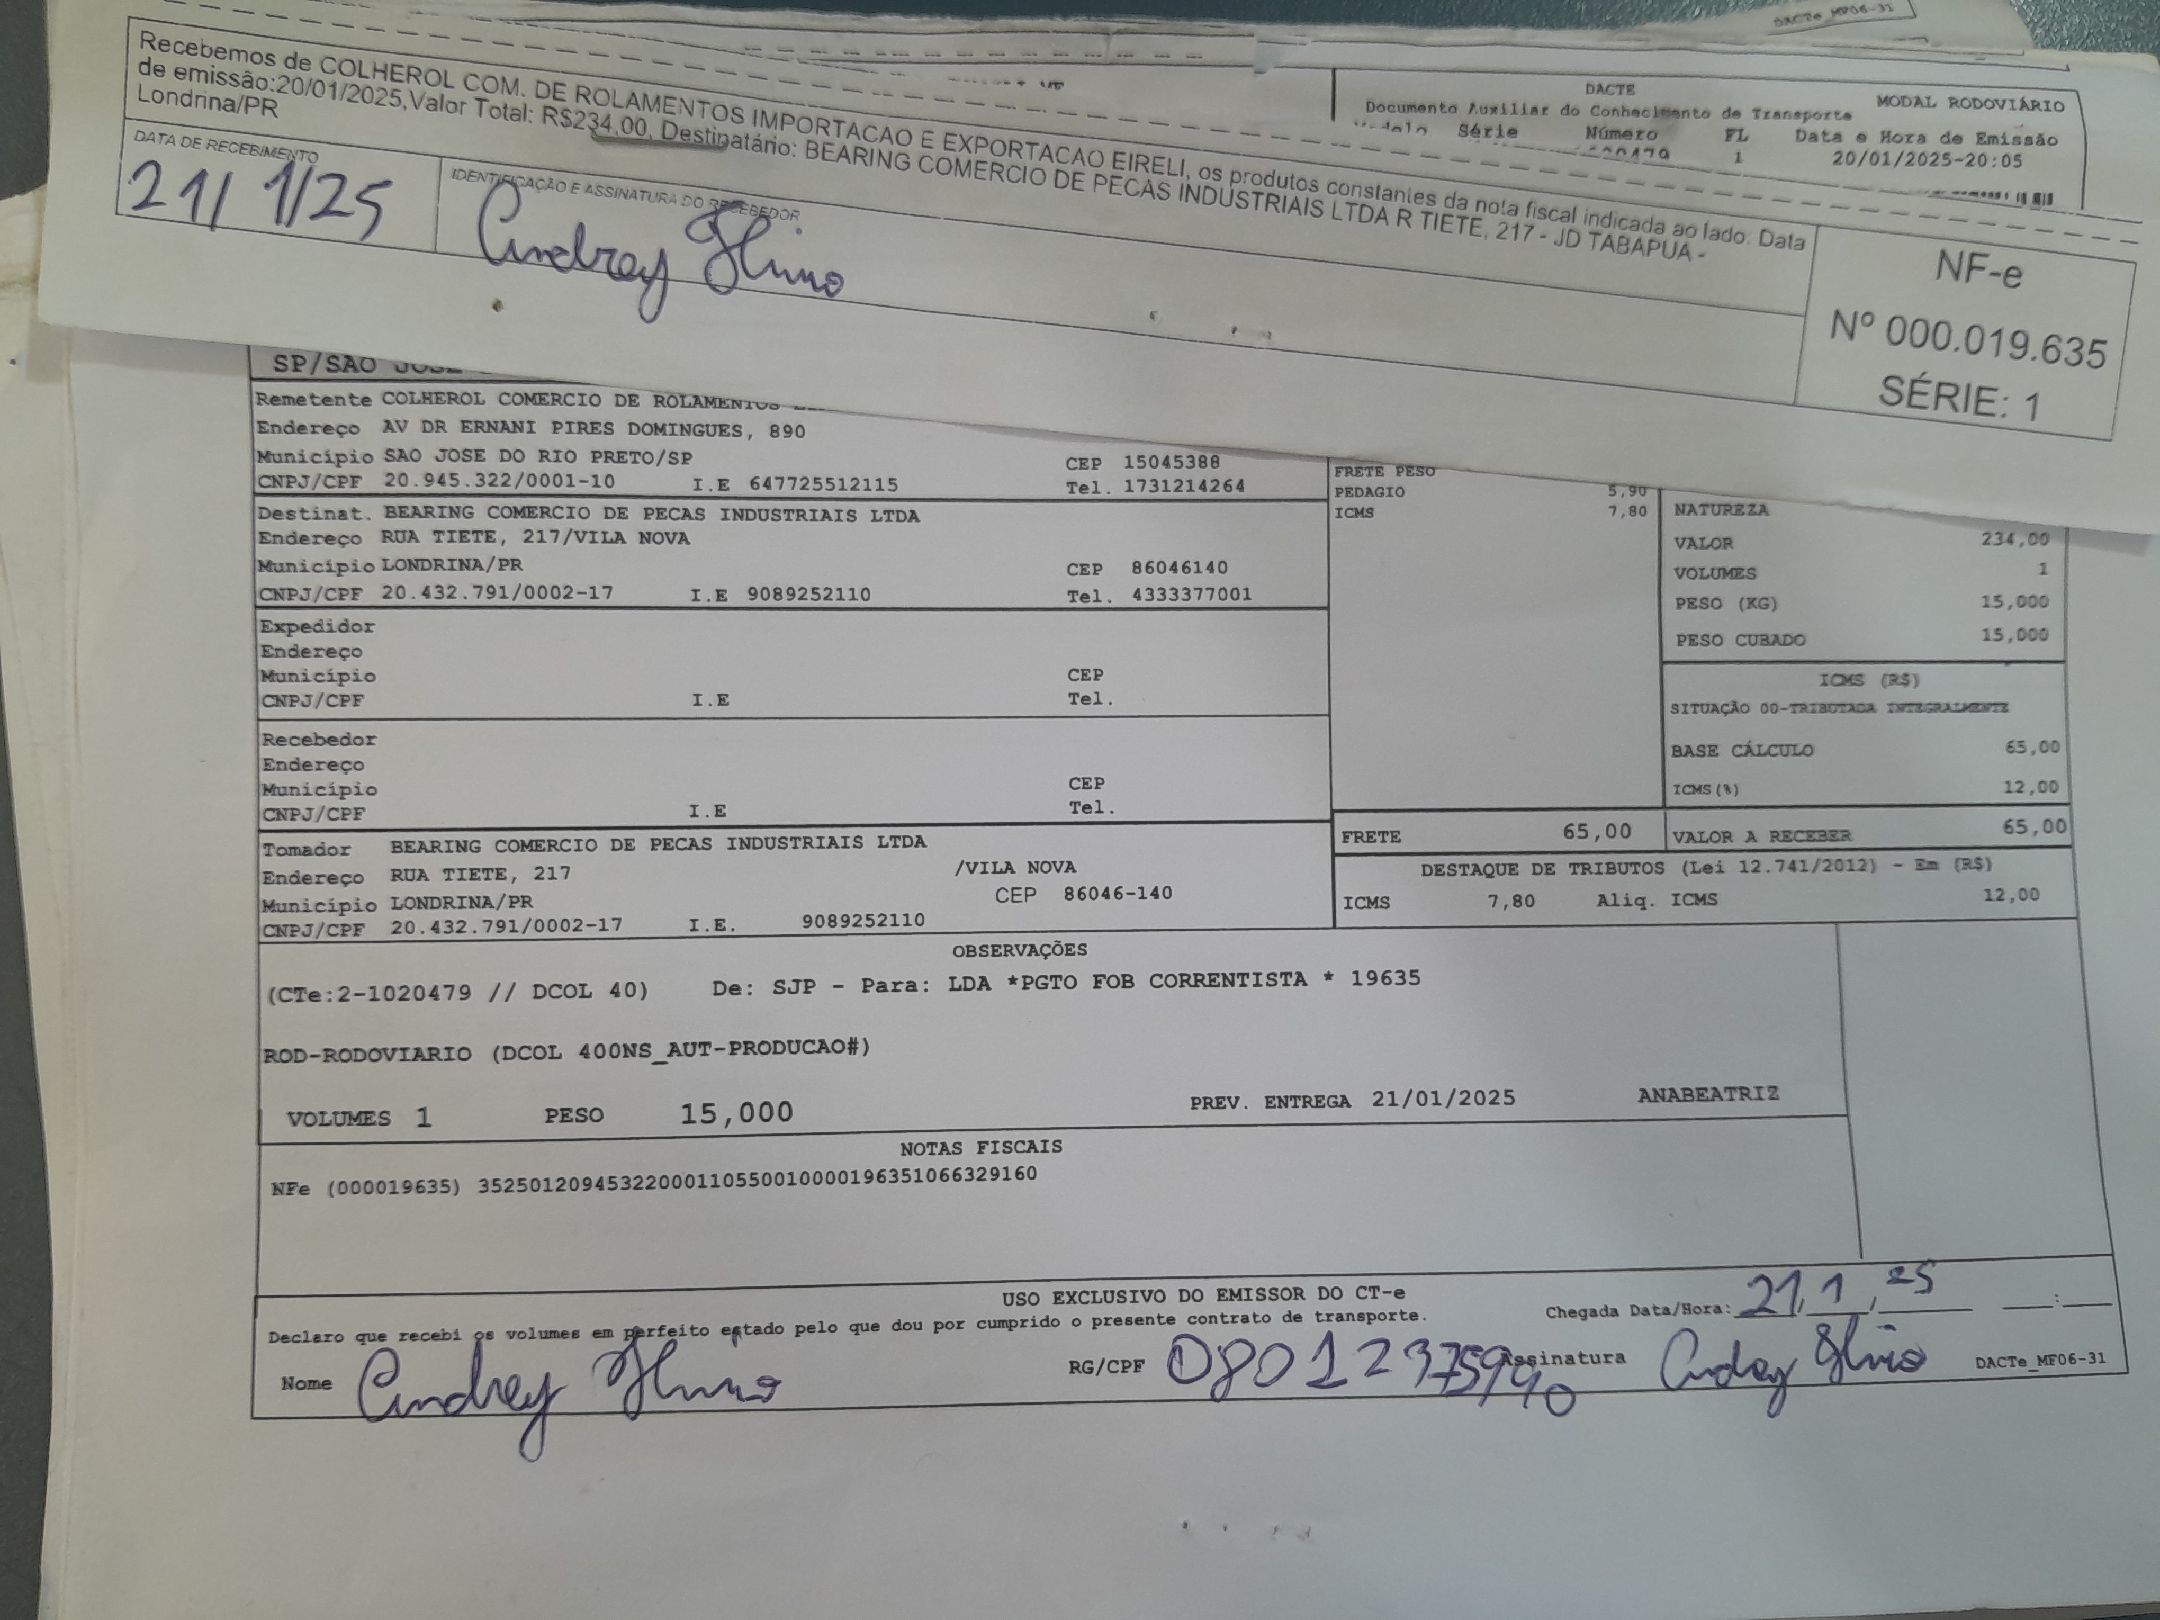 DACTe_MF06-31
Recebemos de COLHEROL COM. DE ROLAMENTOS IMPORTACAO E EXPORTACAO EIRELI, os produtos constantes da nota fiscal indicada ao lado. Data
de emissão:20/01/2025,Valor Total: R$234,00, Destinatário: BEARING COMERCIO DE PECAS INDUSTRIAIS LTDA R TIETE, 217 - JD TABAPUA -
Londrina/PR
DATA DE RECEBIMENTO
21/1/25
IDENTIFICAÇÃO E ASSINATURA DO RECEBEDOR
Andrey
NF-e
Nº 000.019.635
SÉRIE: 1
DACTE
Documento Auxiliar do Conhecimento de Transporte
MODAL RODOVIÁRIO
Modelo Série Número FL Data e Hora de Emissão
1 20/01/2025-20:05
SP/SAO JOSE
Remetente COLHEROL COMERCIO DE ROLAMENTOS
Endereço AV DR ERNANI PIRES DOMINGUES, 890
Município SAO JOSE DO RIO PRETO/SP CEP 15045388
CNPJ/CPF 20.945.322/0001-10 I.E 647725512115 Tel. 1731214264
Destinat. BEARING COMERCIO DE PECAS INDUSTRIAIS LTDA
Endereço RUA TIETE, 217/VILA NOVA
Município LONDRINA/PR CEP 86046140
CNPJ/CPF 20.432.791/0002-17 I.E 9089252110 Tel. 4333377001
Expedidor
Endereço
Município CEP
CNPJ/CPF I.E Tel.
Recebedor
Endereço
Município CEP
CNPJ/CPF I.E Tel.
Tomador BEARING COMERCIO DE PECAS INDUSTRIAIS LTDA
Endereço RUA TIETE, 217 /VILA NOVA
Município LONDRINA/PR CEP 86046-140
CNPJ/CPF 20.432.791/0002-17 I.E. 9089252110
FRETE PESO
PEDAGIO 5,90
ICMS 7,80
NATUREZA
VALOR 234,00
VOLUMES 1
PESO (KG) 15,000
PESO CUBADO 15,000
ICMS (R$)
SITUAÇÃO 00-TRIBUTADA INTEGRALMENTE
BASE CÁLCULO 65,00
ICMS(%) 12,00
FRETE 65,00 VALOR A RECEBER 65,00
DESTAQUE DE TRIBUTOS (Lei 12.741/2012) - Em (R$)
ICMS 7,80 Aliq. ICMS 12,00
OBSERVAÇÕES
(CTe:2-1020479 // DCOL 40) De: SJP - Para: LDA *PGTO FOB CORRENTISTA * 19635
ROD-RODOVIARIO (DCOL 400NS_AUT-PRODUCAO#)
VOLUMES 1 PESO 15,000 PREV. ENTREGA 21/01/2025 ANABEATRIZ
NOTAS FISCAIS
NFe (000019635) 35250120945322000110550010000196351066329160
USO EXCLUSIVO DO EMISSOR DO CT-e
Declaro que recebi os volumes em perfeito estado pelo que dou por cumprido o presente contrato de transporte.
Chegada Data/Hora: 21/1/25 __:__
Nome Andrey
RG/CPF
Assinatura Andrey
DACTe_MF06-31